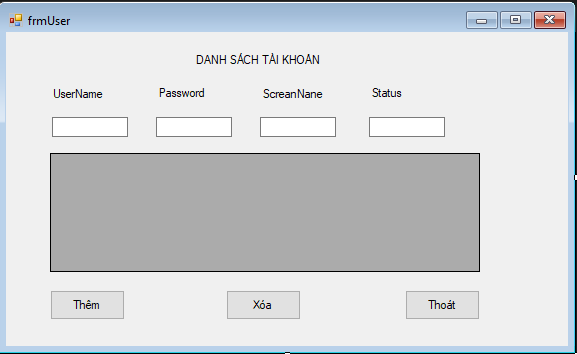 frmUser
DANH SÁCH TÀI KHOẢN
UserName Password ScreanNane Status
Thêm Xóa Thoát